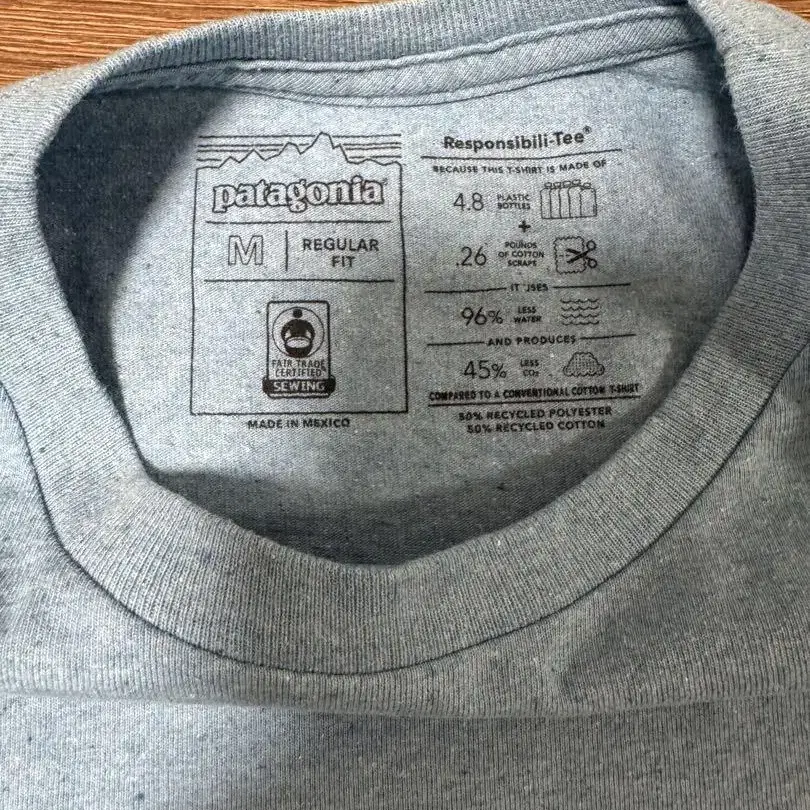 patagonia
M
REGULAR
FIT
FAIR TRADE
CERTIFIED
SEWING
MADE IN MEXICO
Responsibili-Tee®
BECAUSE THIS T-SHIRT IS MADE OF
4.8 PLASTIC
BOTTLES
+
.26 POUNDS
OF COTTON
SCRAPS
IT USES
96% LESS
WATER
AND PRODUCES
45% LESS
CO₂
COMPARED TO A CONVENTIONAL COTTON T-SHIRT
50% RECYCLED POLYESTER
50% RECYCLED COTTON